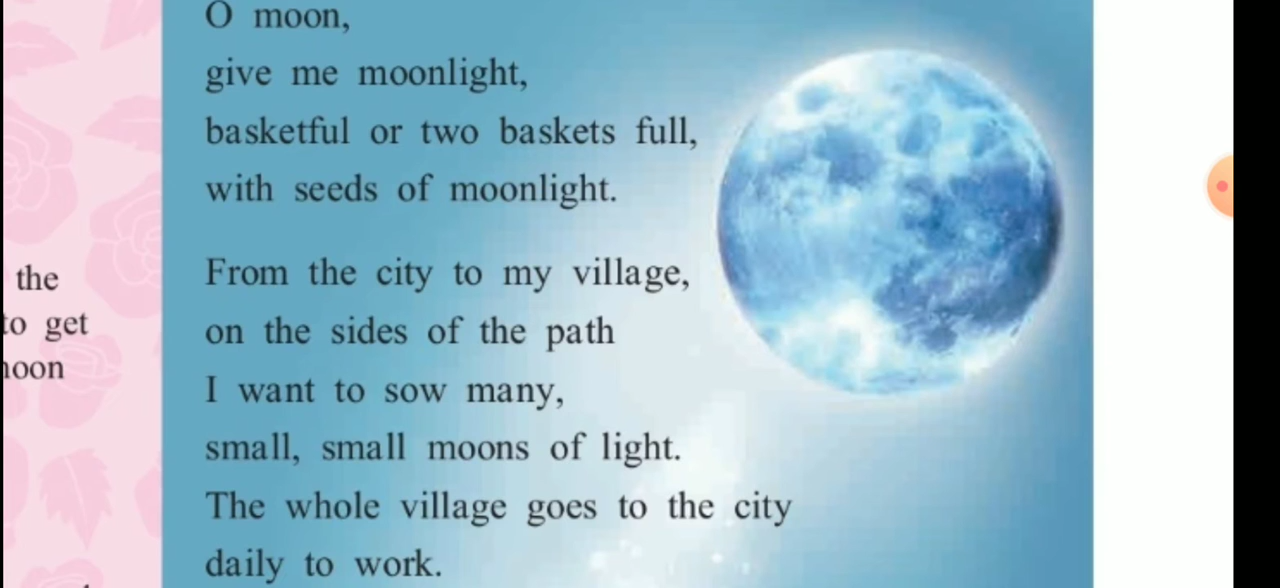 O moon,
give me moonlight,
basketful or two baskets full,
with seeds of moonlight.
From the city to my village,
on the sides of the path
I want to sow many,
small, small moons of light.
The whole village goes to the city
daily to work.
the
to get